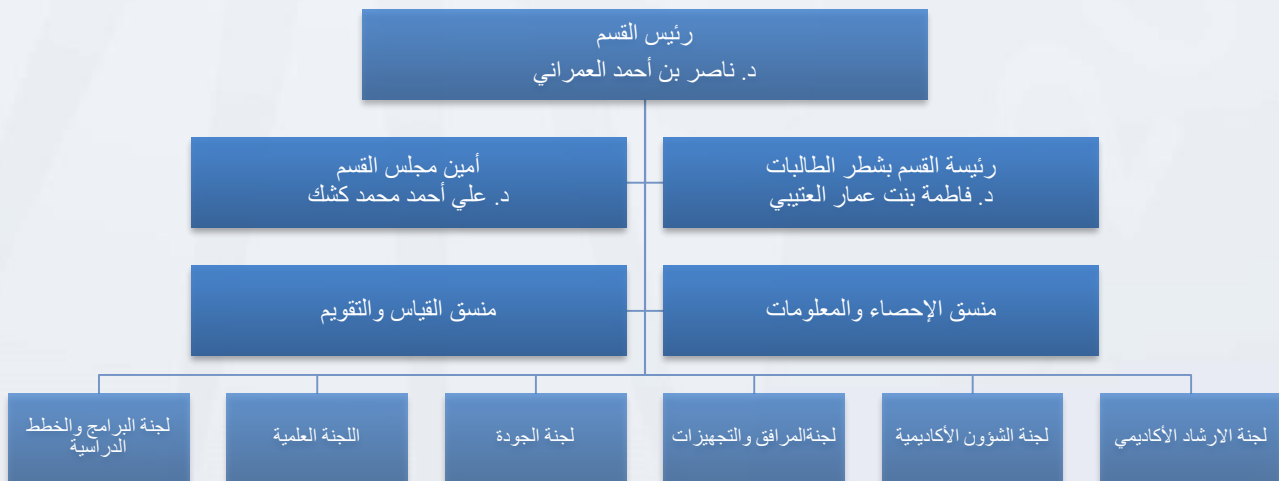 رئيس القسم
د. ناصر بن أحمد العمراني
رئيسة القسم بشطر الطالبات
د. فاطمة بنت عمار العتيبي
أمين مجلس القسم
د. علي أحمد محمد كشك
منسق الإحصاء والمعلومات
منسق القياس والتقويم
لجنة الارشاد الأكاديمي
لجنة الشؤون الأكاديمية
لجنةالمرافق والتجهيزات
لجنة الجودة
اللجنة العلمية
لجنة البرامج والخطط
الدراسية